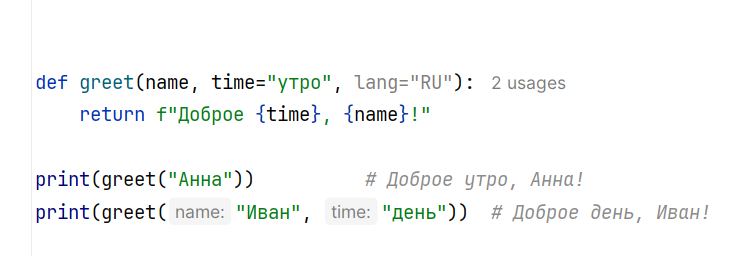 def greet(name, time="утро", lang="RU"): 2 usages
return f"Доброе {time}, {name}!"
print(greet("Анна")) # Доброе утро, Анна!
print(greet( name: "Иван", time: "день")) # Доброе день, Иван!